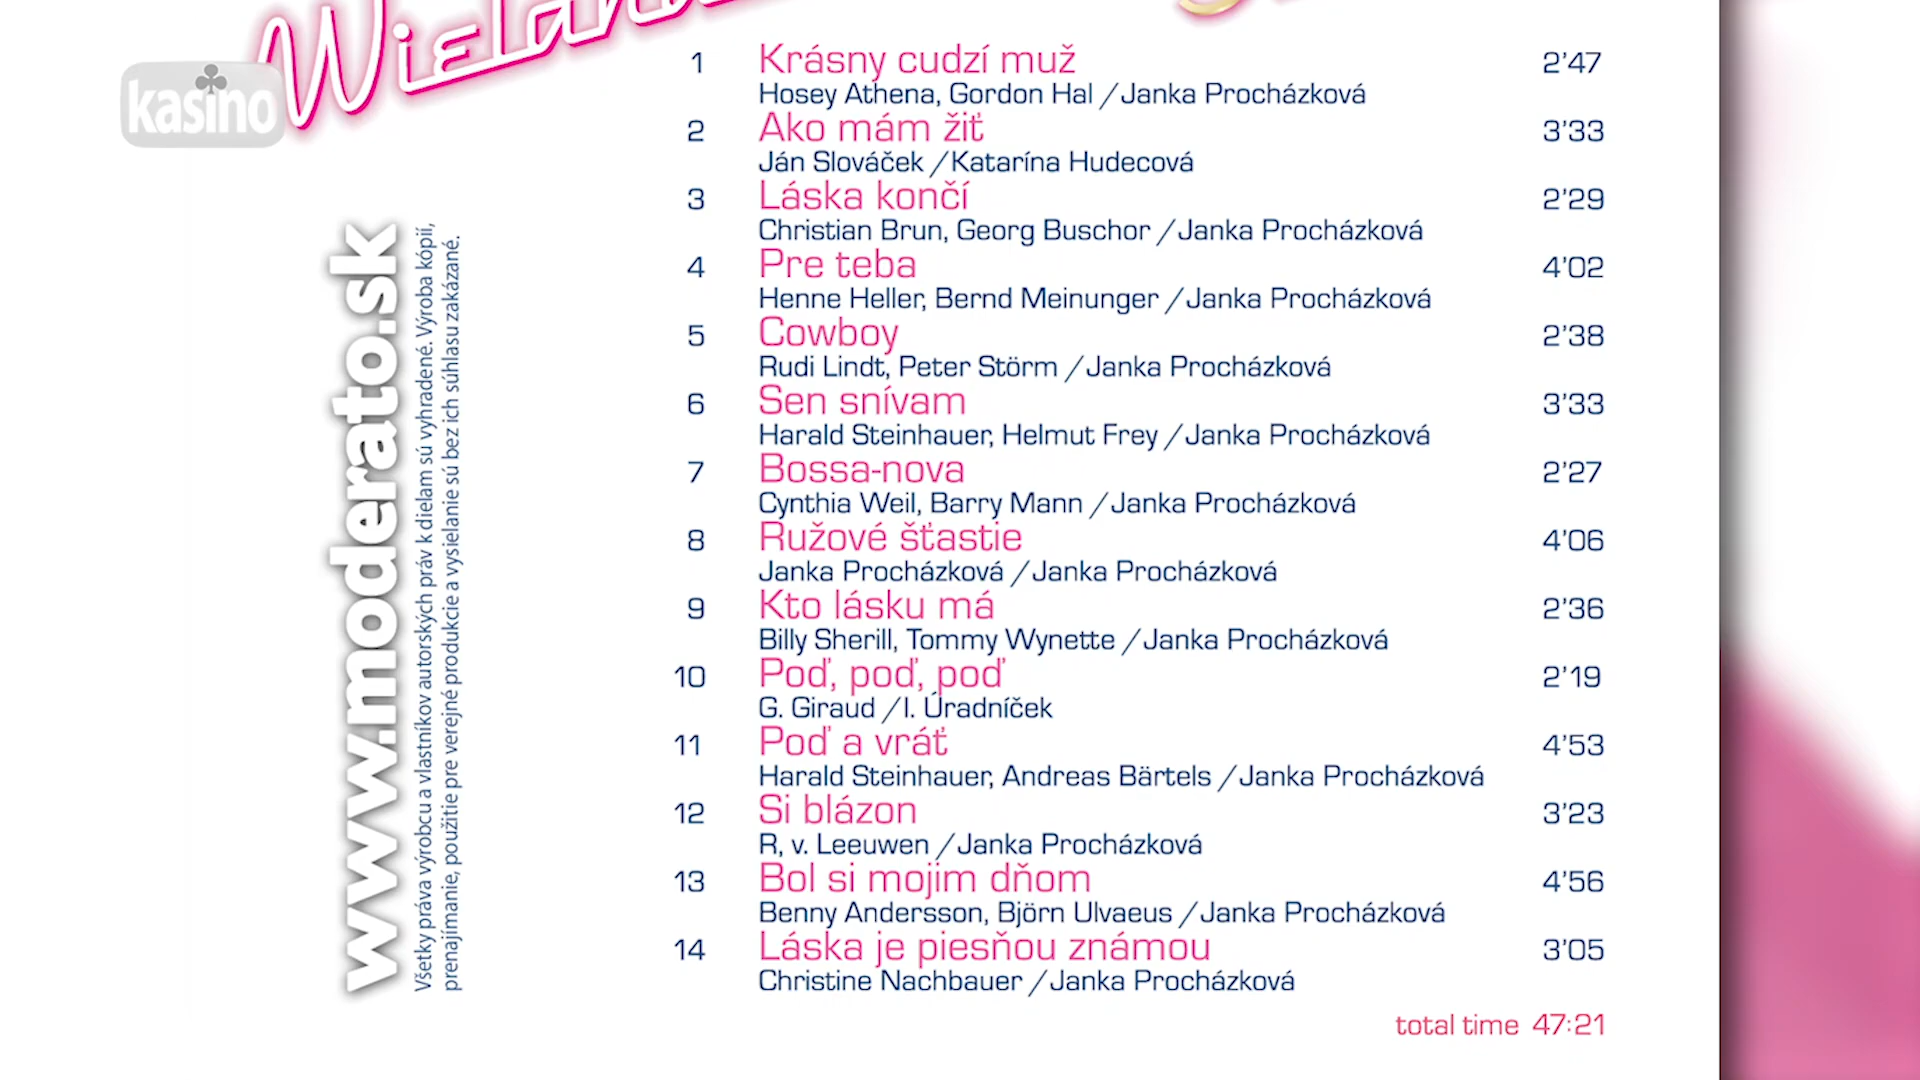 Wieland
kasino
1 Krásny cudzí muž 2'47
Hosey Athena, Gordon Hal / Janka Procházková
2 Ako mám žiť 3'33
Ján Slováček / Katarína Hudecová
3 Láska končí 2'29
Christian Brun, Georg Buschor / Janka Procházková
4 Pre teba 4'02
Henne Heller, Bernd Meinunger / Janka Procházková
5 Cowboy 2'38
Rudi Lindt, Peter Störm / Janka Procházková
6 Sen snívam 3'33
Harald Steinhauer, Helmut Frey / Janka Procházková
7 Bossa-nova 2'27
Cynthia Weil, Barry Mann / Janka Procházková
8 Ružové šťastie 4'06
Janka Procházková / Janka Procházková
9 Kto lásku má 2'36
Billy Sherill, Tommy Wynette / Janka Procházková
10 Poď, poď, poď 2'19
G. Giraud / I. Úradníček
11 Poď a vráť 4'53
Harald Steinhauer, Andreas Bärtels / Janka Procházková
12 Si blázon 3'23
R, v. Leeuwen / Janka Procházková
13 Bol si mojim dňom 4'56
Benny Andersson, Björn Ulvaeus / Janka Procházková
14 Láska je piesňou známou 3'05
Christine Nachbauer / Janka Procházková
total time 47:21
www.moderato.sk
Všetky práva výrobcu a vlastníkov autorských práv k dielam sú vyhradené. Výroba kópií,
prenajímanie, použitie pre verejné produkcie a vysielanie sú bez ich súhlasu zakázané.